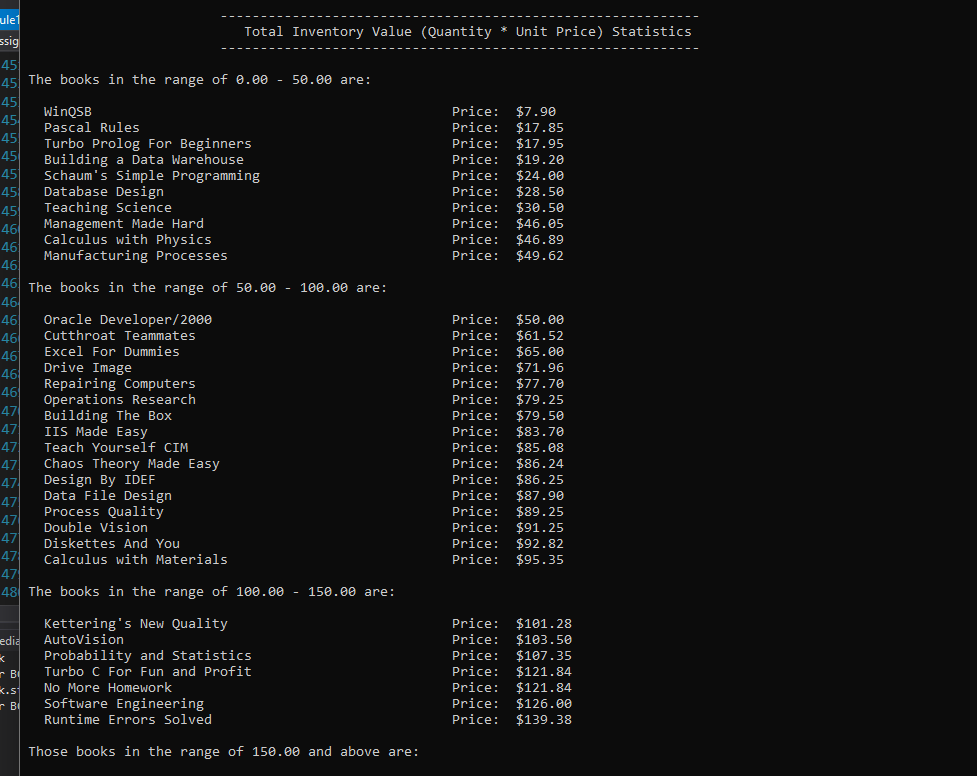 ---------------------------------------------------------------
Total Inventory Value (Quantity * Unit Price) Statistics
---------------------------------------------------------------
The books in the range of 0.00 - 50.00 are:
WinQSB Price: $7.90
Pascal Rules Price: $17.85
Turbo Prolog For Beginners Price: $17.95
Building a Data Warehouse Price: $19.20
Schaum's Simple Programming Price: $24.00
Database Design Price: $28.50
Teaching Science Price: $30.50
Management Made Hard Price: $46.05
Calculus with Physics Price: $46.89
Manufacturing Processes Price: $49.62
The books in the range of 50.00 - 100.00 are:
Oracle Developer/2000 Price: $50.00
Cutthroat Teammates Price: $61.52
Excel For Dummies Price: $65.00
Drive Image Price: $71.96
Repairing Computers Price: $77.70
Operations Research Price: $79.25
Building The Box Price: $79.50
IIS Made Easy Price: $83.70
Teach Yourself CIM Price: $85.08
Chaos Theory Made Easy Price: $86.24
Design By IDEF Price: $86.25
Data File Design Price: $87.90
Process Quality Price: $89.25
Double Vision Price: $91.25
Diskettes And You Price: $92.82
Calculus with Materials Price: $95.35
The books in the range of 100.00 - 150.00 are:
Kettering's New Quality Price: $101.28
AutoVision Price: $103.50
Probability and Statistics Price: $107.35
Turbo C For Fun and Profit Price: $121.84
No More Homework Price: $121.84
Software Engineering Price: $126.00
Runtime Errors Solved Price: $139.38
Those books in the range of 150.00 and above are: